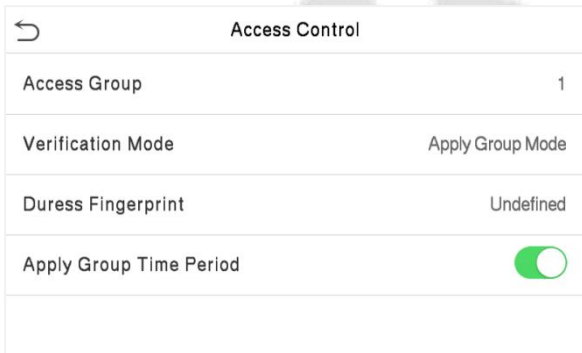 Access Control
Access Group 1
Verification Mode Apply Group Mode
Duress Fingerprint Undefined
Apply Group Time Period